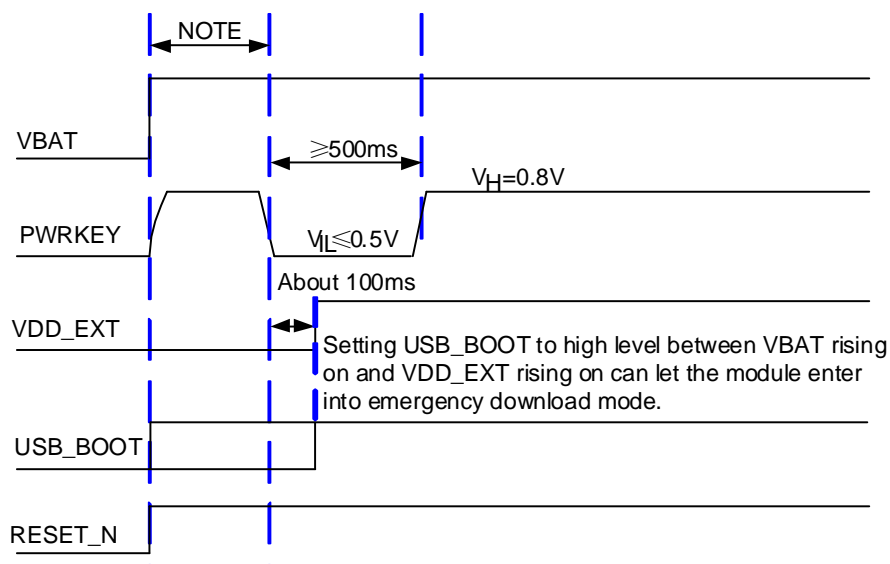 NOTE
VBAT
≥500ms
VH=0.8V
PWRKEY
VIL≤0.5V
About 100ms
VDD_EXT
Setting USB_BOOT to high level between VBAT rising
on and VDD_EXT rising on can let the module enter
into emergency download mode.
USB_BOOT
RESET_N